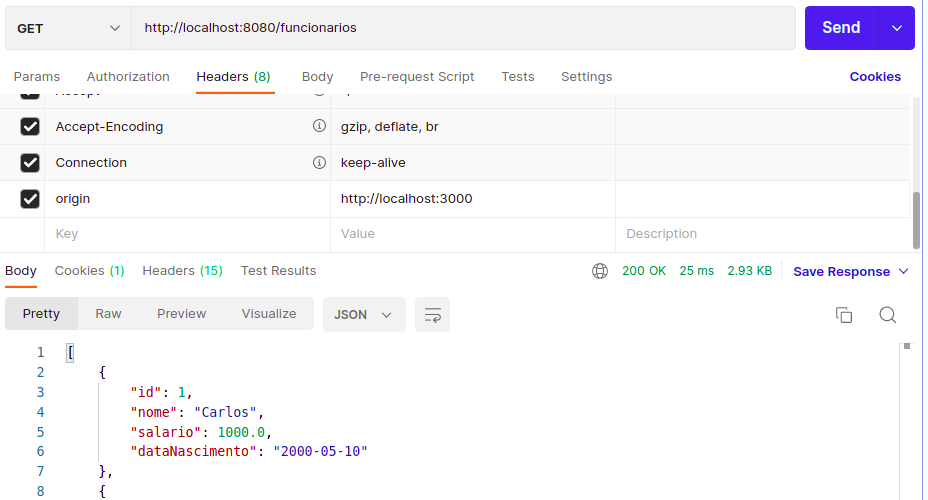 GET http://localhost:8080/funcionarios Send
Params Authorization Headers (8) Body Pre-request Script Tests Settings Cookies
Accept-Encoding gzip, deflate, br
Connection keep-alive
origin http://localhost:3000
Key Value Description
Body Cookies (1) Headers (15) Test Results 200 OK 25 ms 2.93 KB Save Response
Pretty Raw Preview Visualize JSON
1 [
2 {
3 "id": 1,
4 "nome": "Carlos",
5 "salario": 1000.0,
6 "dataNascimento": "2000-05-10"
7 },
8 {